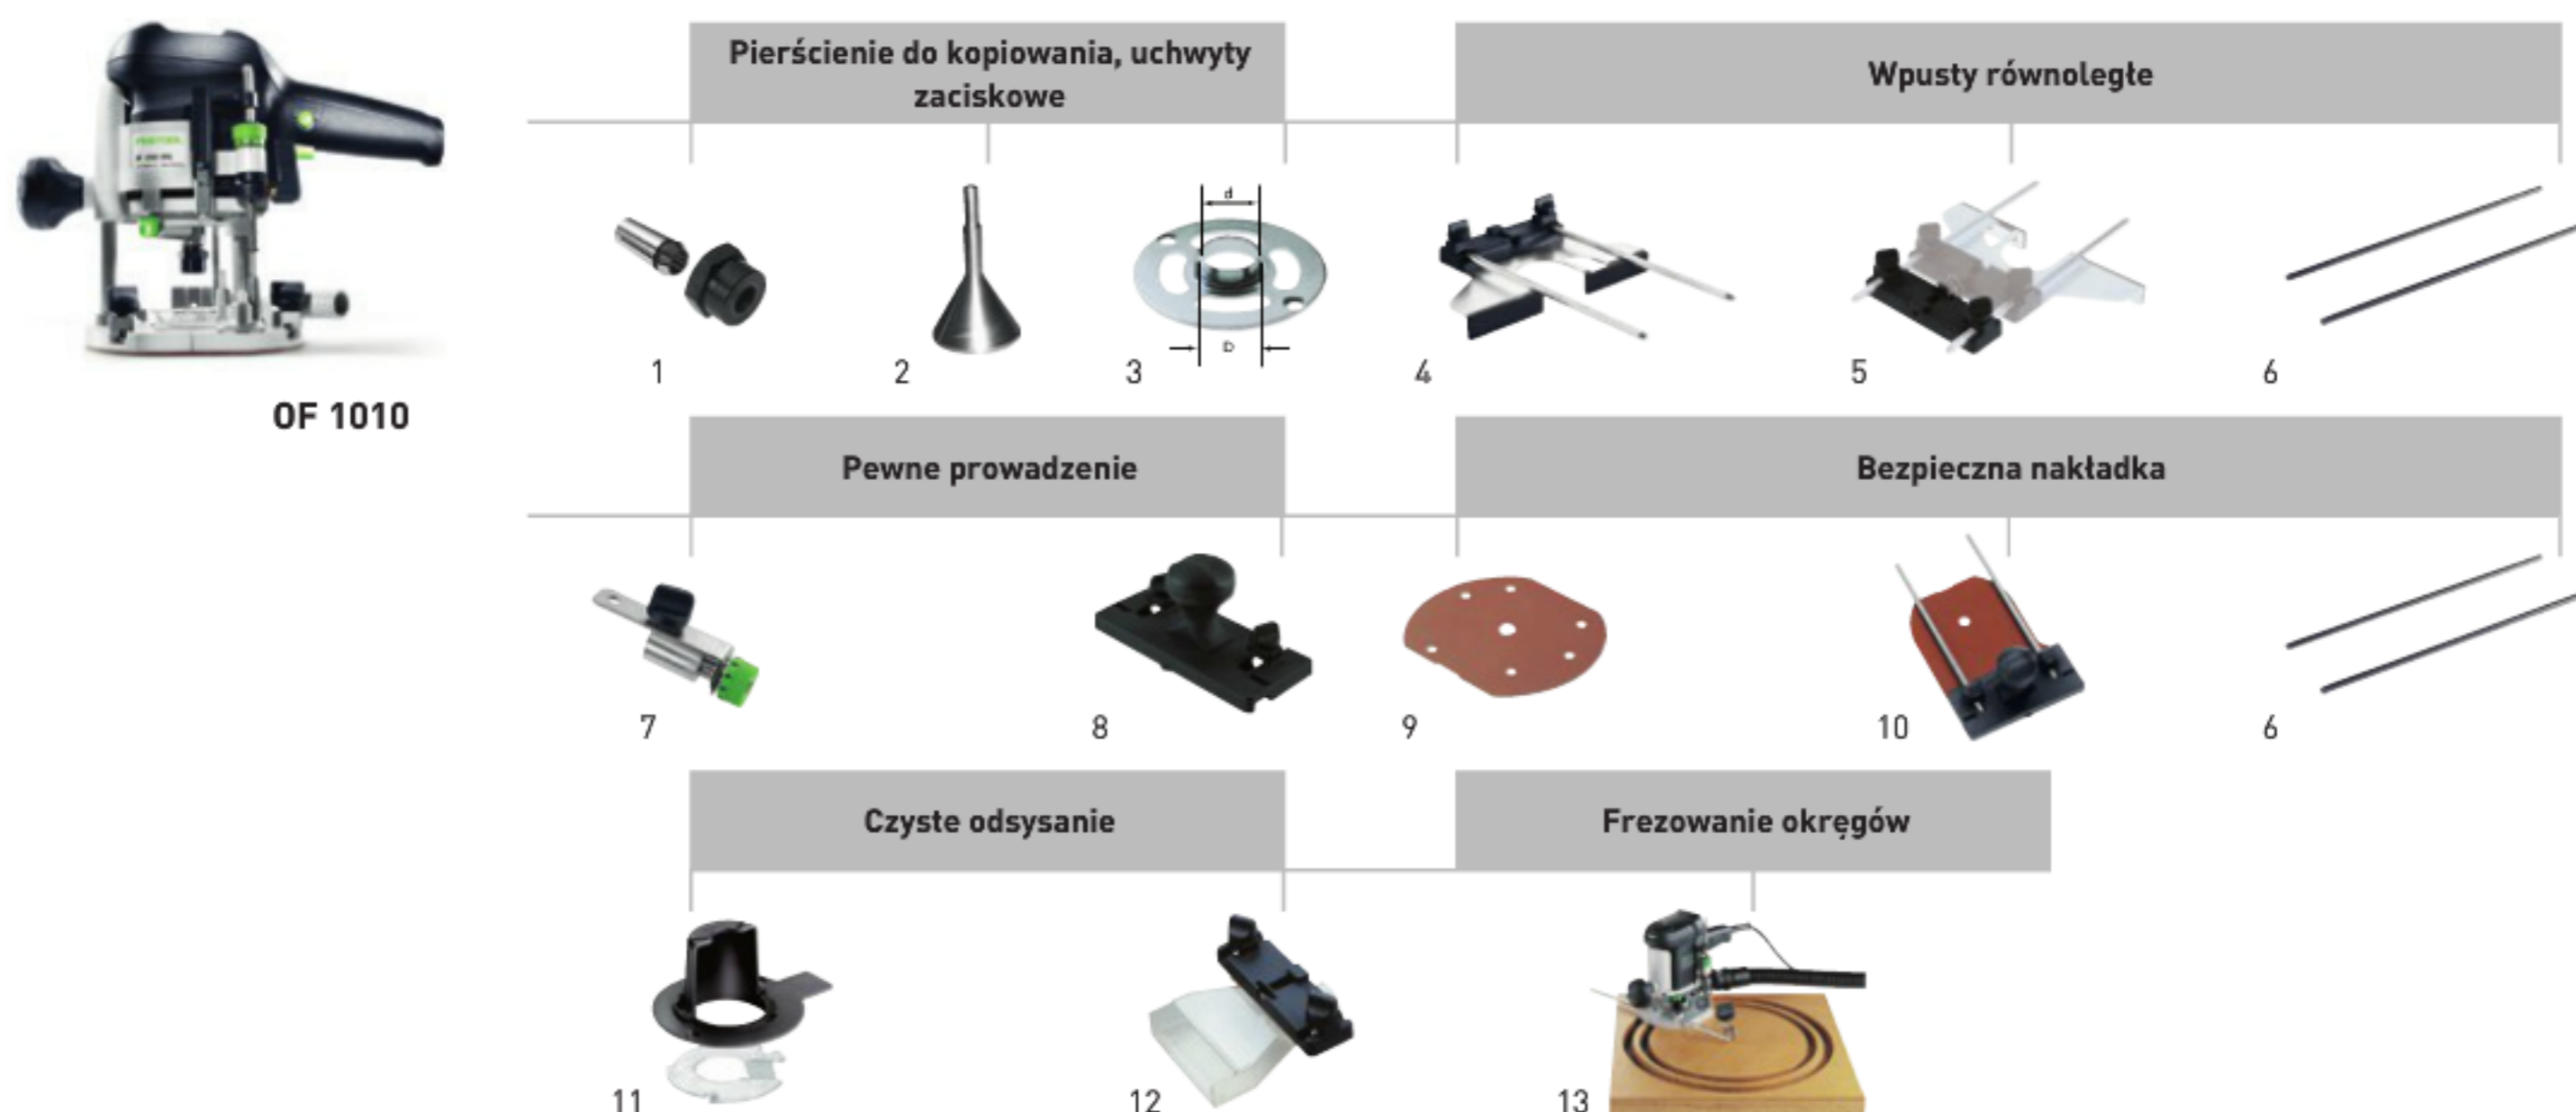 Pierścienie do kopiowania, uchwyty
zaciskowe
Wpusty równoległe
d
D
1
2
3
4
5
6
OF 1010
Pewne prowadzenie
Bezpieczna nakładka
7
8
9
10
6
Czyste odsysanie
Frezowanie okręgów
11
12
13